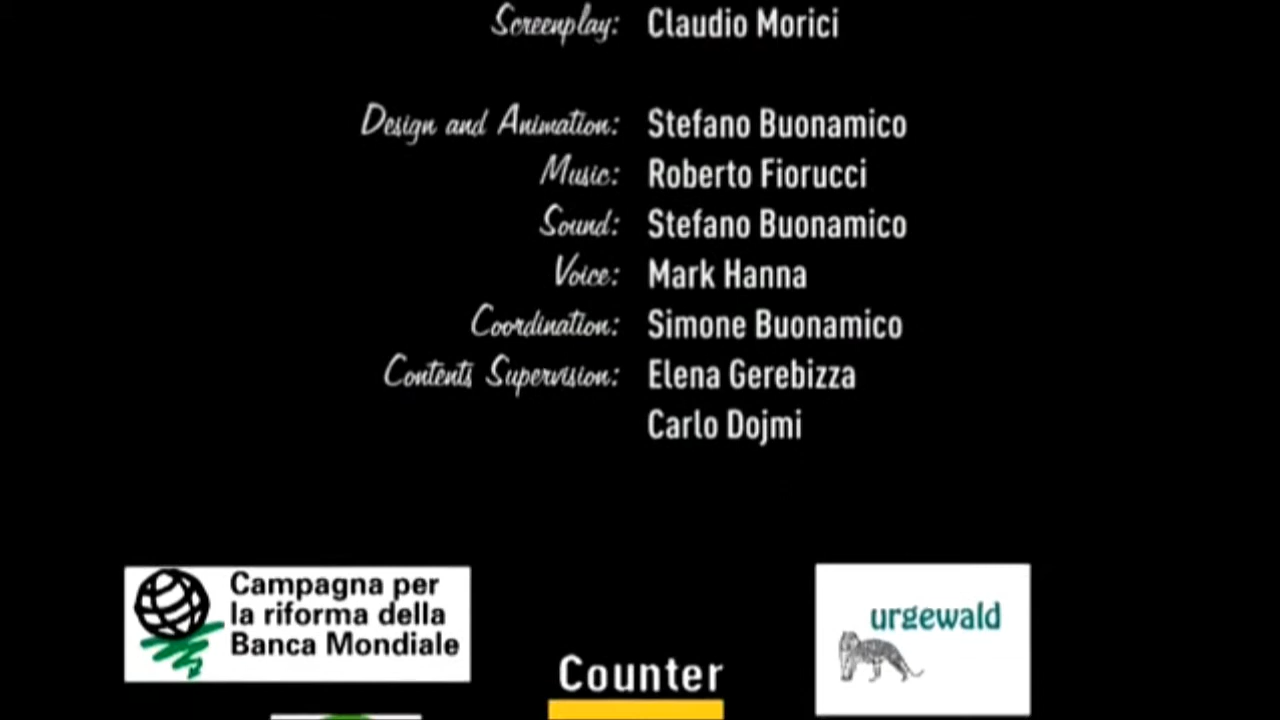 Screenplay: Claudio Morici
Design and Animation: Stefano Buonamico
Music: Roberto Fiorucci
Sound: Stefano Buonamico
Voice: Mark Hanna
Coordination: Simone Buonamico
Contents Supervision: Elena Gerebizza
Carlo Dojmi
Campagna per
la riforma della
Banca Mondiale
urgewald
Counter